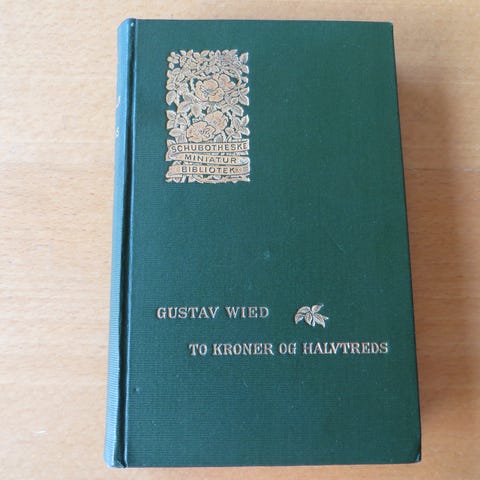 SCHUBOTHESKE
MINIATUR
BIBLIOTEK
GUSTAV WIED
TO KRONER OG HALVTREDS